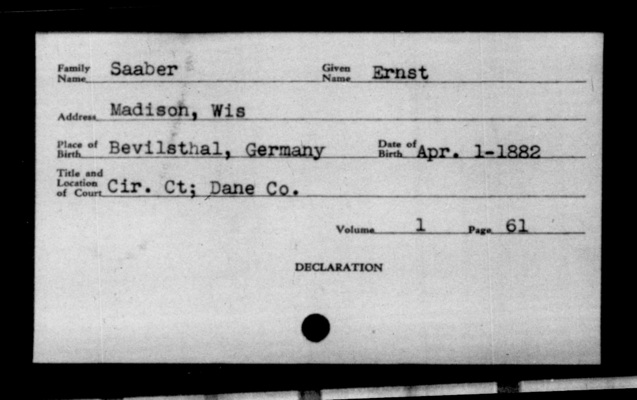 Family Name Saaber Given Name Ernst
Address Madison, Wis
Place of Birth Bevilsthal, Germany Date of Birth Apr. 1-1882
Title and Location of Court Cir. Ct; Dane Co.
Volume 1 Page 61
DECLARATION